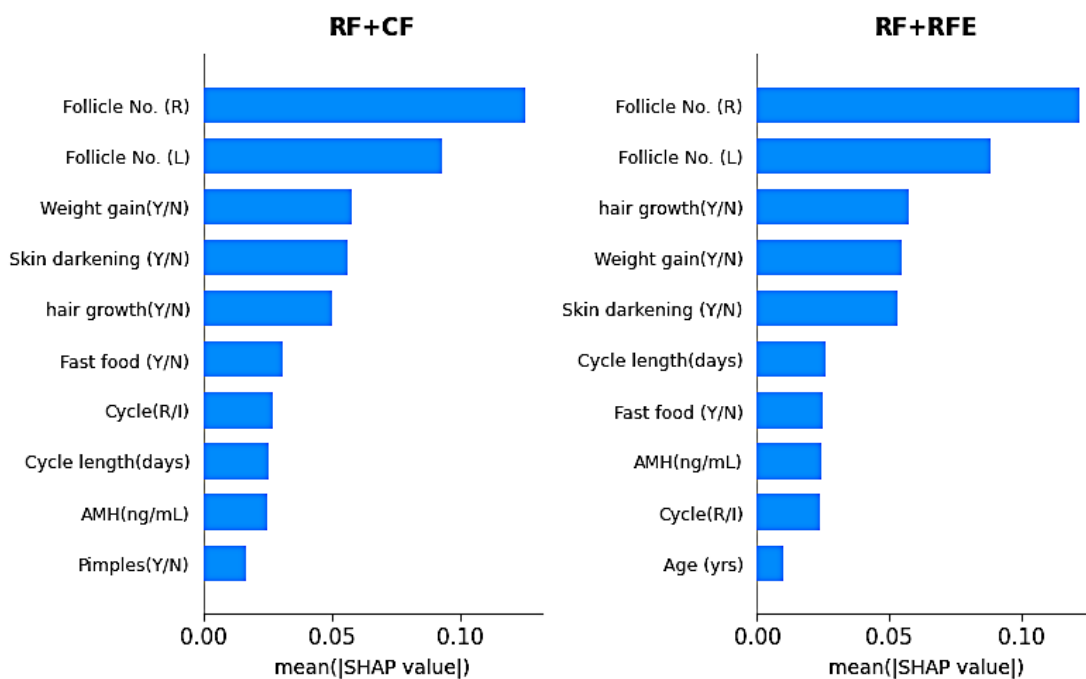 RF+CF
Follicle No. (R)
Follicle No. (L)
Weight gain(Y/N)
Skin darkening (Y/N)
hair growth(Y/N)
Fast food (Y/N)
Cycle(R/I)
Cycle length(days)
AMH(ng/mL)
Pimples(Y/N)
0.00 0.05 0.10
mean(|SHAP value|)
RF+RFE
Follicle No. (R)
Follicle No. (L)
hair growth(Y/N)
Weight gain(Y/N)
Skin darkening (Y/N)
Cycle length(days)
Fast food (Y/N)
AMH(ng/mL)
Cycle(R/I)
Age (yrs)
0.00 0.05 0.10
mean(|SHAP value|)